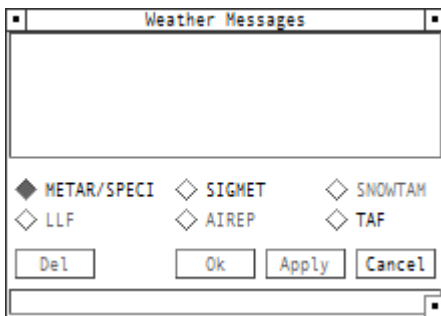 Weather Messages
METAR/SPECI SIGMET SNOWTAM
LLF AIREP TAF
Del Ok Apply Cancel